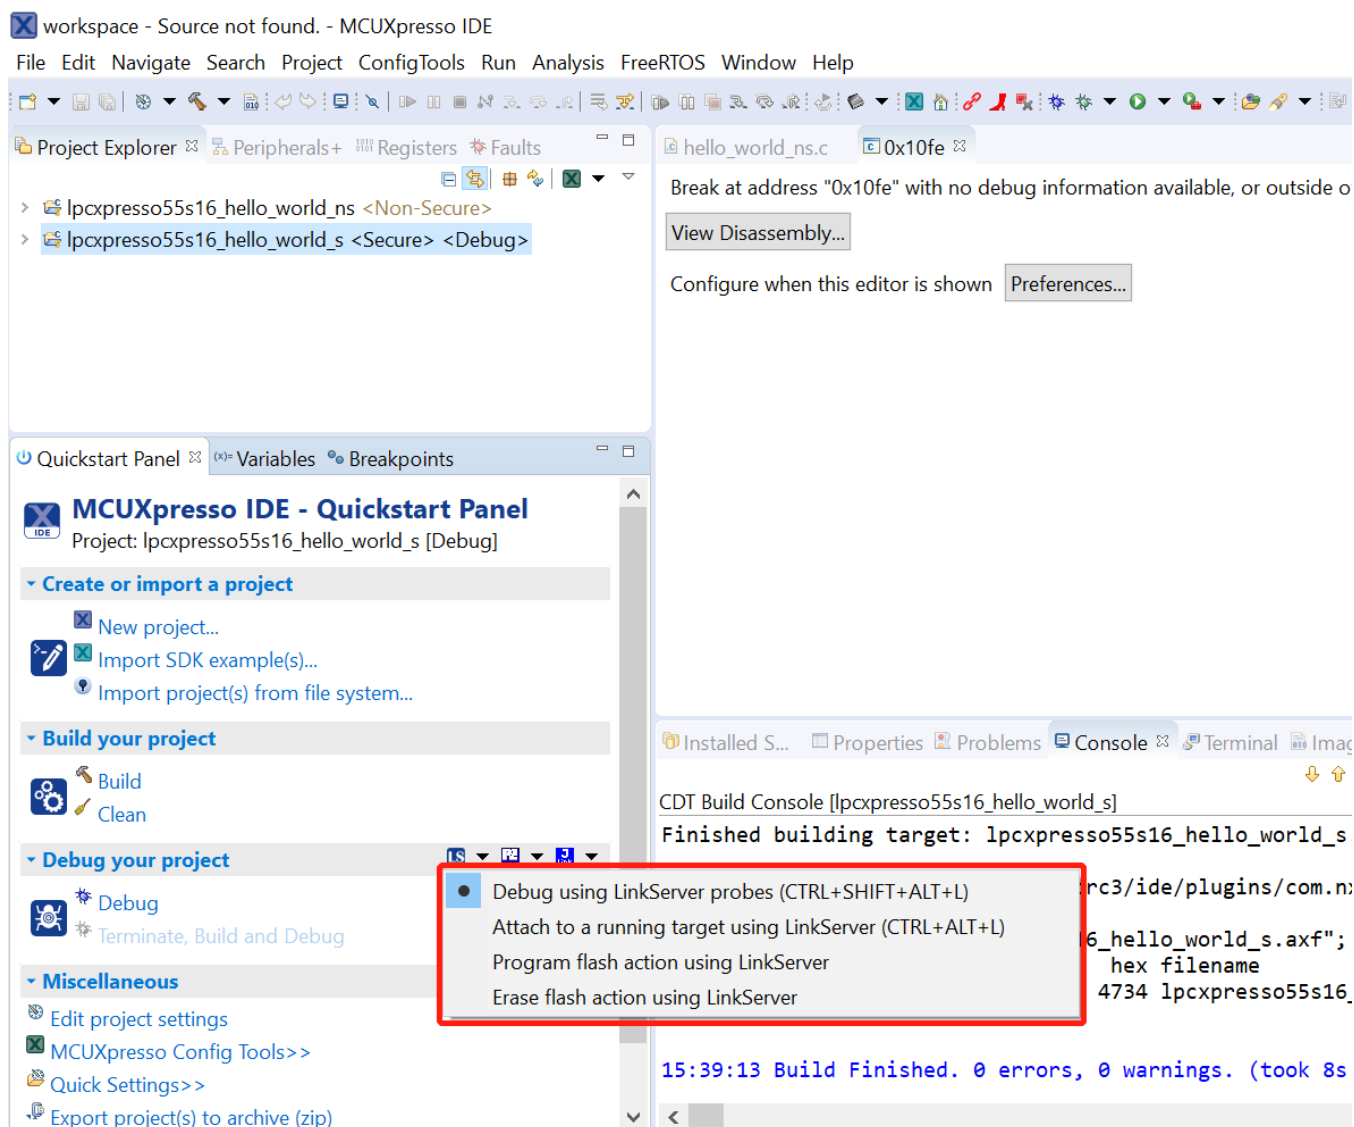 workspace - Source not found. - MCUXpresso IDE
File Edit Navigate Search Project ConfigTools Run Analysis FreeRTOS Window Help
Project Explorer Peripherals+ Registers Faults
lpcxpresso55s16_hello_world_ns <Non-Secure>
lpcxpresso55s16_hello_world_s <Secure> <Debug>
hello_world_ns.c 0x10fe
Break at address "0x10fe" with no debug information available, or outside o
View Disassembly...
Configure when this editor is shown Preferences...
Quickstart Panel (x)= Variables Breakpoints
IDE
MCUXpresso IDE - Quickstart Panel
Project: lpcxpresso55s16_hello_world_s [Debug]
Create or import a project
New project...
Import SDK example(s)...
Import project(s) from file system...
Build your project
Build
Clean
Debug your project LS
Debug
Terminate, Build and Debug
Miscellaneous
Edit project settings
MCUXpresso Config Tools>>
Quick Settings>>
Export project(s) to archive (zip)
Debug using LinkServer probes (CTRL+SHIFT+ALT+L)
Attach to a running target using LinkServer (CTRL+ALT+L)
Program flash action using LinkServer
Erase flash action using LinkServer
Installed S... Properties Problems Console Terminal Imag
CDT Build Console [lpcxpresso55s16_hello_world_s]
Finished building target: lpcxpresso55s16_hello_world_s
rc3/ide/plugins/com.nx
6_hello_world_s.axf";
hex filename
4734 lpcxpresso55s16_
15:39:13 Build Finished. 0 errors, 0 warnings. (took 8s